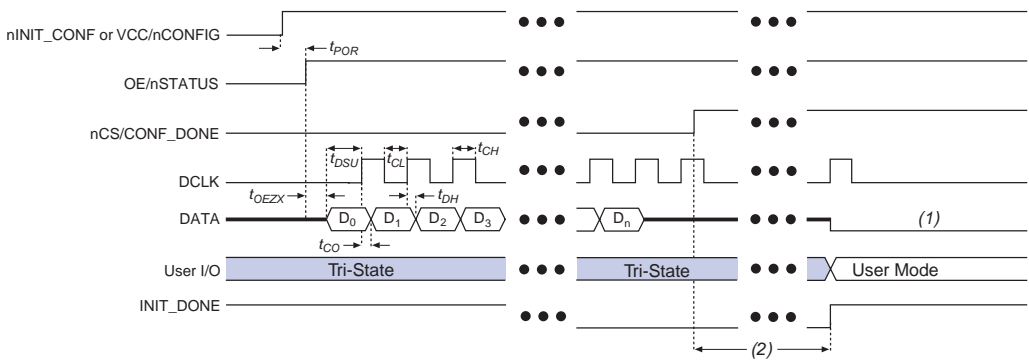 nINIT_CONF or VCC/nCONFIG
tPOR
OE/nSTATUS
nCS/CONF_DONE
tDSU tCL tCH
DCLK
tOEZX tDH
DATA D0 D1 D2 D3 Dn (1)
tCO
User I/O Tri-State Tri-State User Mode
INIT_DONE
(2)